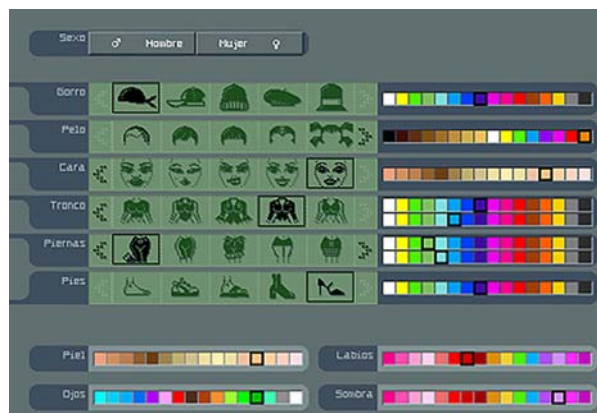 Sexo ♂ Hombre Mujer ♀
Gorro
Pelo
Cara
Tronco
Piernas
Pies
Piel Labios
Ojos Sombra